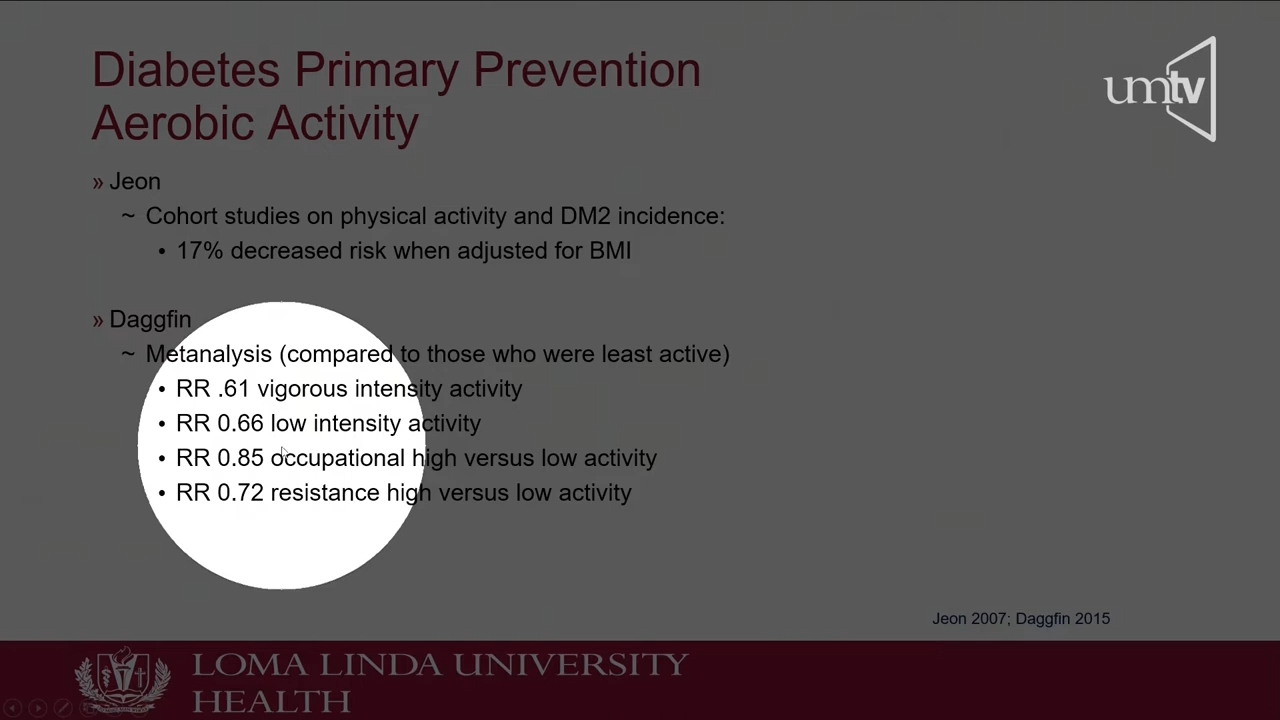 Diabetes Primary Prevention
Aerobic Activity
umtv
» Jeon
~ Cohort studies on physical activity and DM2 incidence:
• 17% decreased risk when adjusted for BMI
» Daggfin
~ Metanalysis (compared to those who were least active)
• RR .61 vigorous intensity activity
• RR 0.66 low intensity activity
• RR 0.85 occupational high versus low activity
• RR 0.72 resistance high versus low activity
Jeon 2007; Daggfin 2015
LOMA LINDA UNIVERSITY
HEALTH